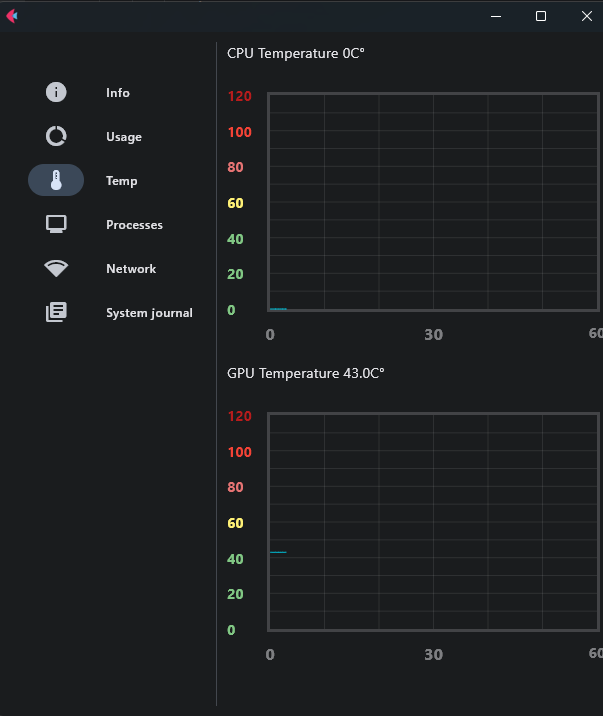 Info
Usage
Temp
Processes
Network
System journal
CPU Temperature 0C°
120
100
80
60
40
20
0
0 30 60
GPU Temperature 43.0C°
120
100
80
60
40
20
0
0 30 60